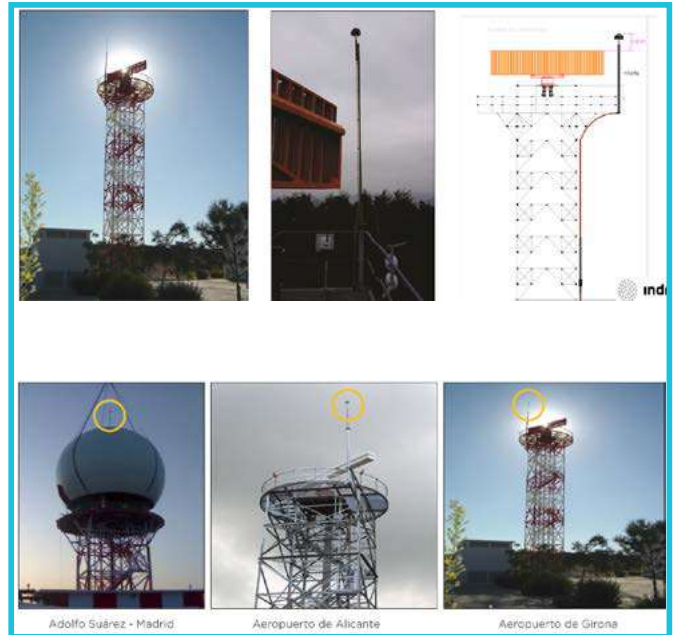 indr
Adolfo Suárez - Madrid
Aeropuerto de Alicante
Aeropuerto de Girona